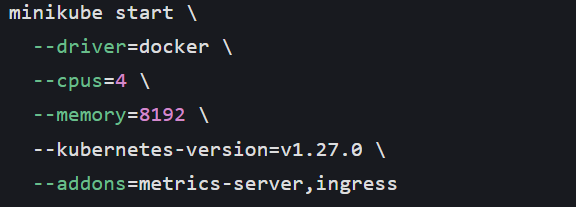 minikube start \
  --driver=docker \
  --cpus=4 \
  --memory=8192 \
  --kubernetes-version=v1.27.0 \
  --addons=metrics-server,ingress